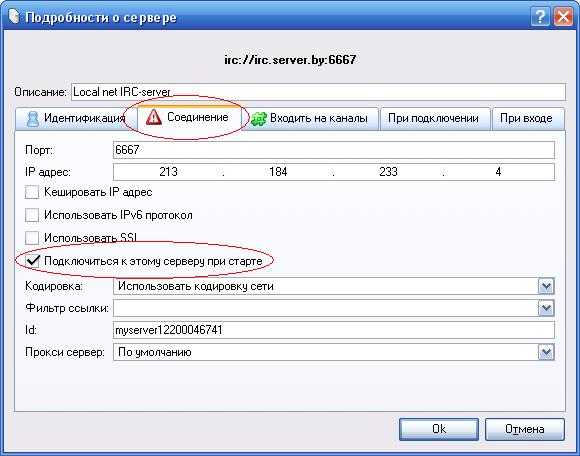 Подробности о сервере
irc://irc.server.by:6667
Описание: Local net IRC-server
Идентификация Соединение Входить на каналы При подключении При входе
Порт: 6667
IP адрес: 213 . 184 . 233 . 4
Кешировать IP адрес
Использовать IPv6 протокол
Использовать SSL
Подключиться к этому серверу при старте
Кодировка: Использовать кодировку сети
Фильтр ссылки:
Id: myserver12200046741
Прокси сервер: По умолчанию
Ok Отмена